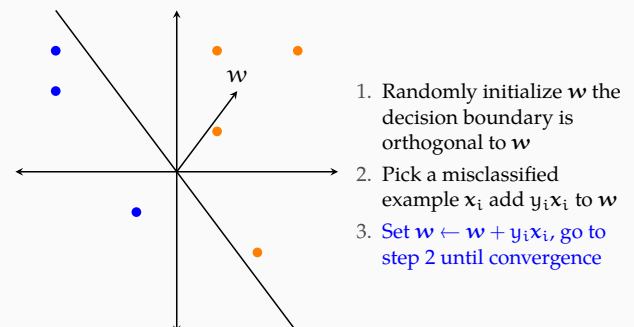 w
1. Randomly initialize w the
decision boundary is
orthogonal to w
2. Pick a misclassified
example xᵢ add yᵢxᵢ to w
3. Set w ← w + yᵢxᵢ, go to
step 2 until convergence